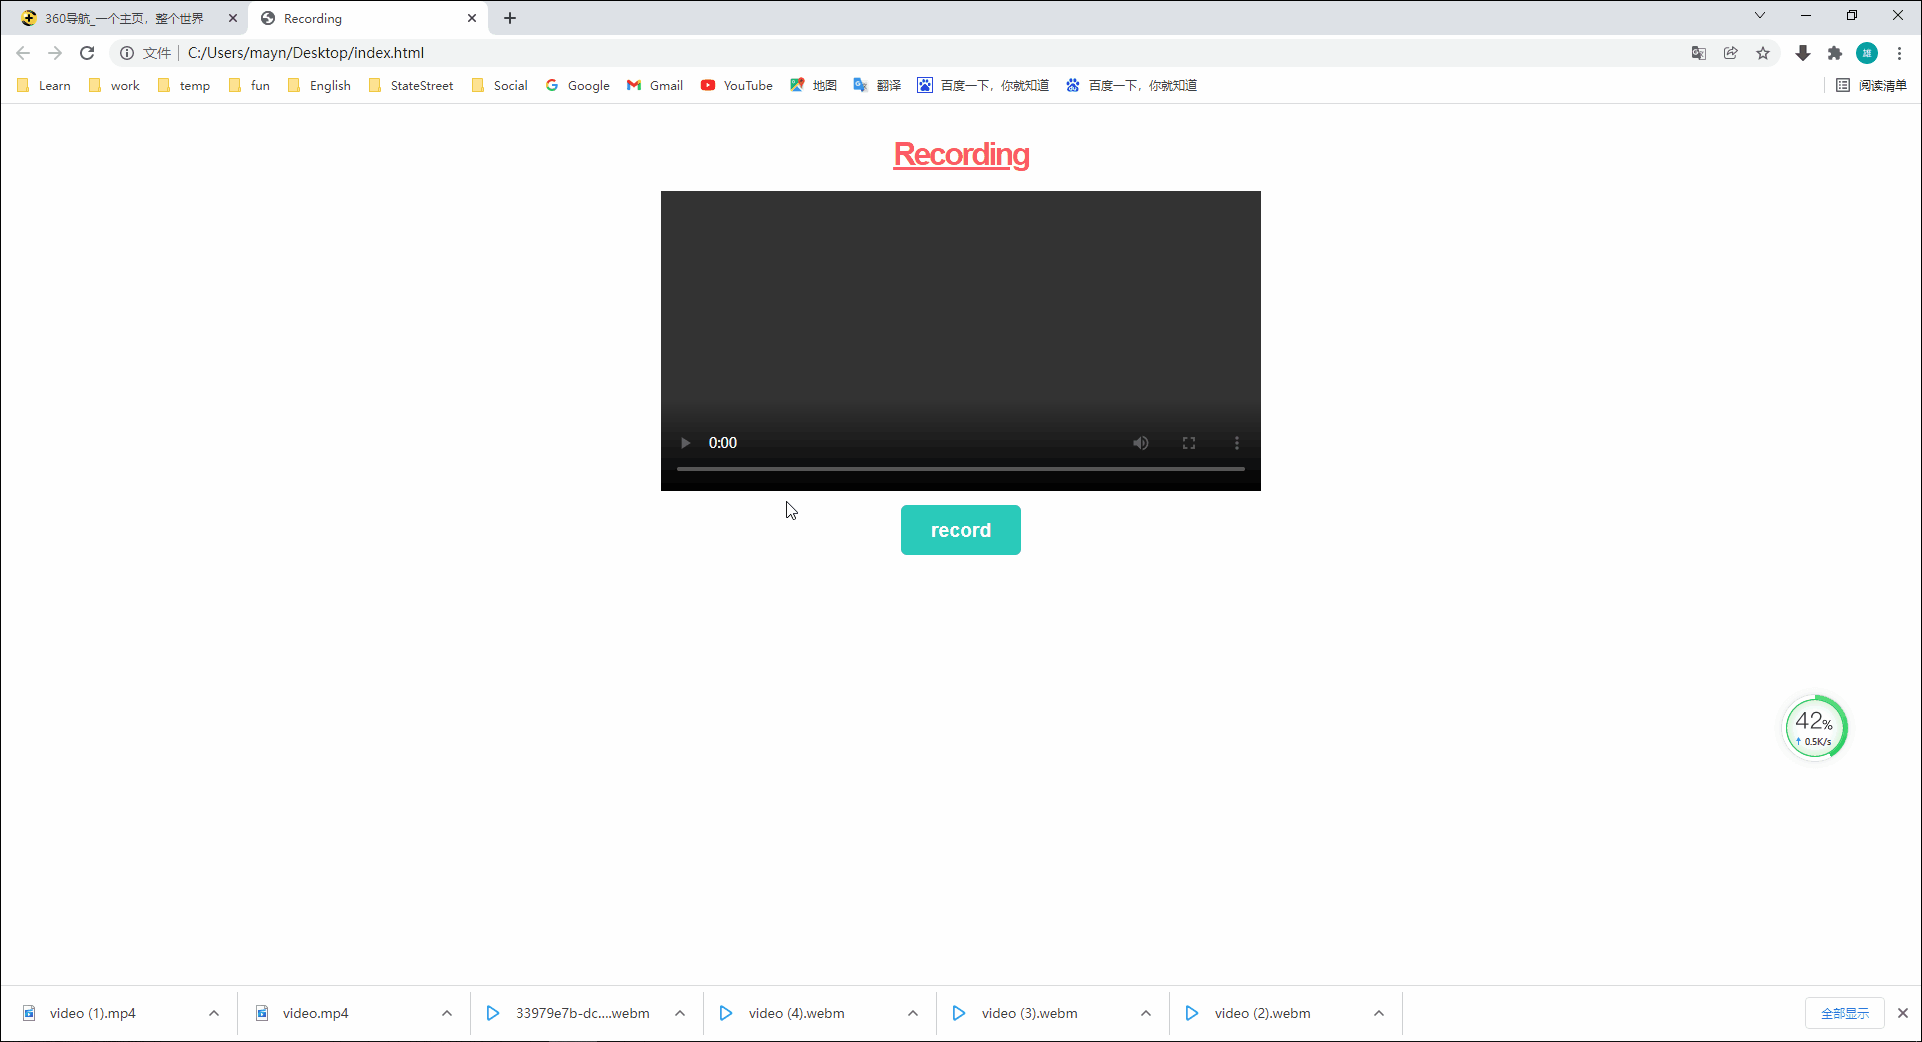 360导航_一个主页，整个世界
Recording
文件 | C:/Users/mayn/Desktop/index.html
Learn work temp fun English StateStreet Social Google Gmail YouTube 地图 翻译 百度一下，你就知道 百度一下，你就知道 阅读清单
雄
Recording
0:00
record
42%
0.5K/s
video (1).mp4 video.mp4 33979e7b-dc....webm video (4).webm video (3).webm video (2).webm 全部显示